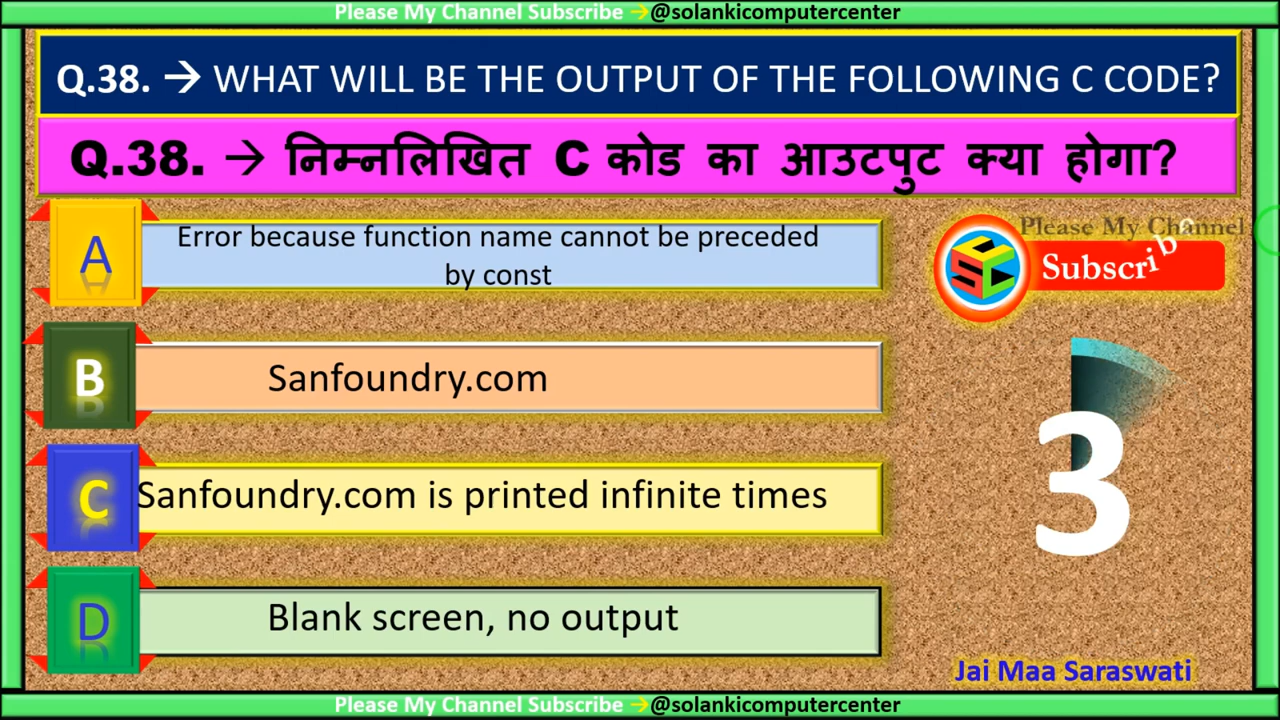 Please My Channel Subscribe →@solankicomputercenter
Q.38. → WHAT WILL BE THE OUTPUT OF THE FOLLOWING C CODE?
Q.38. → निम्नलिखित C कोड का आउटपुट क्या होगा?
A
Error because function name cannot be preceded
by const
Please My Channel
SCC
Subscrib
B
Sanfoundry.com
C
Sanfoundry.com is printed infinite times
3
D
Blank screen, no output
Jai Maa Saraswati
Please My Channel Subscribe →@solankicomputercenter